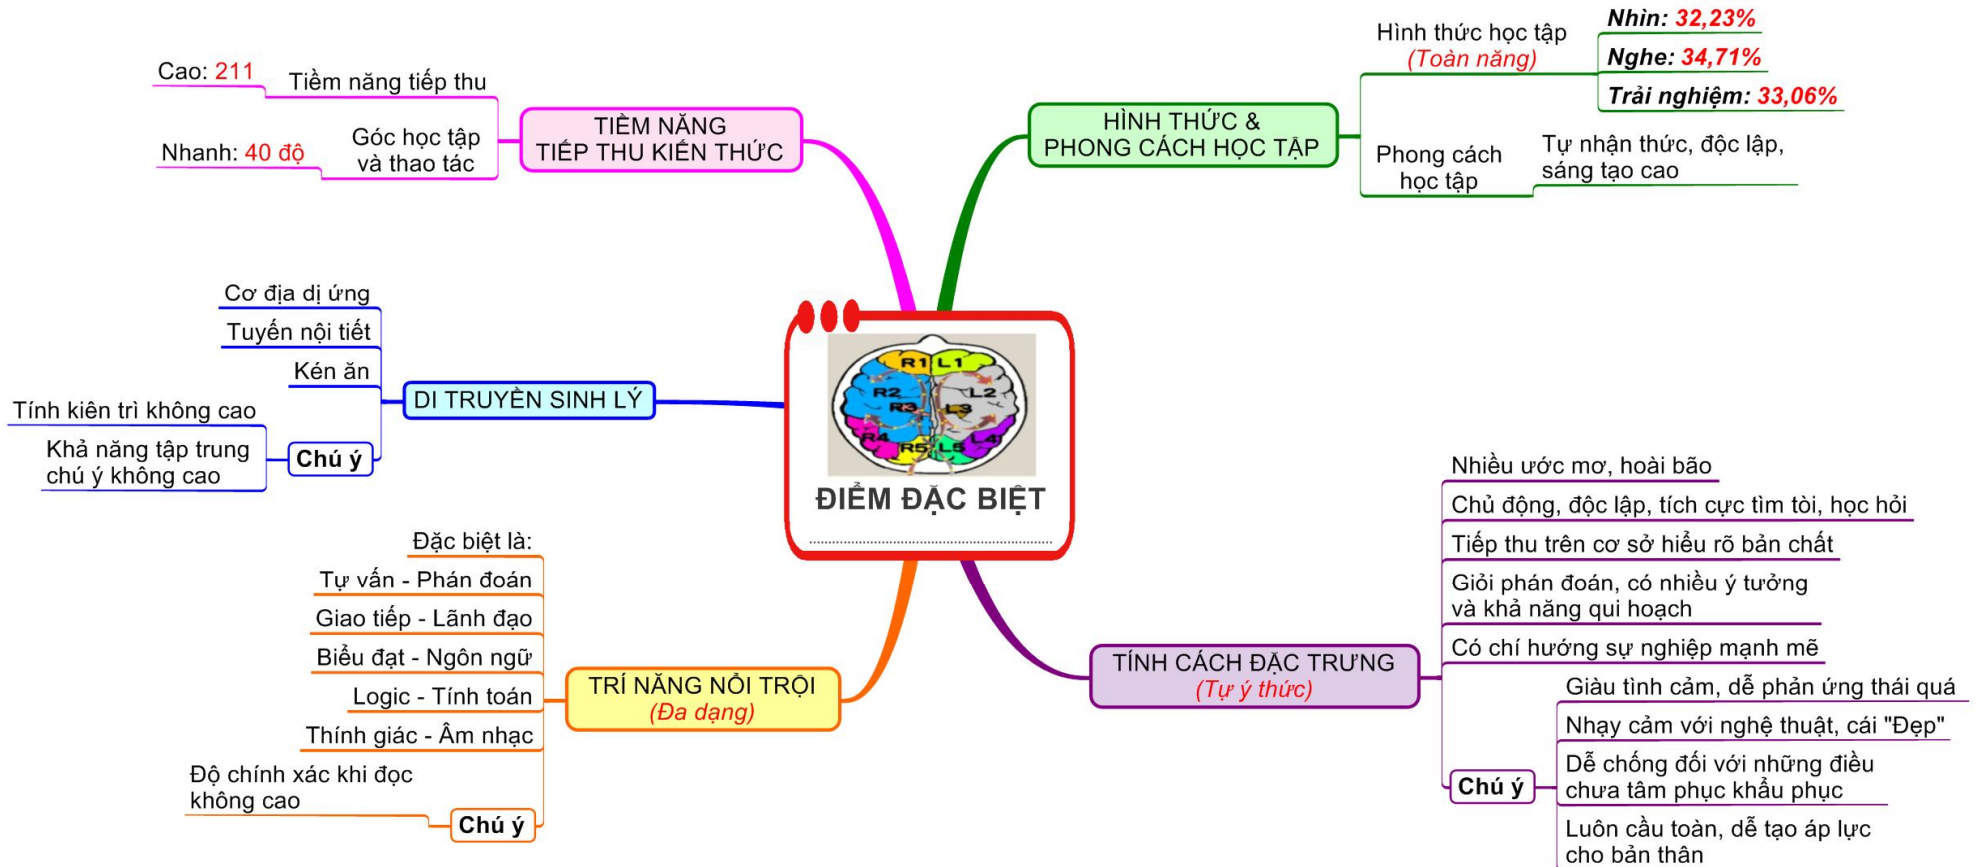 TIỀM NĂNG
TIẾP THU KIẾN THỨC
Tiềm năng tiếp thu
Cao: 211
Góc học tập
và thao tác
Nhanh: 40 độ
HÌNH THỨC &
PHONG CÁCH HỌC TẬP
Hình thức học tập
(Toàn năng)
Nhìn: 32,23%
Nghe: 34,71%
Trải nghiệm: 33,06%
Phong cách
học tập
Tự nhận thức, độc lập,
sáng tạo cao
DI TRUYỀN SINH LÝ
Cơ địa dị ứng
Tuyến nội tiết
Kén ăn
Chú ý
Tính kiên trì không cao
Khả năng tập trung
chú ý không cao
R1 L1
R2 L2
R3 L3
R4 L4
R5 L5
ĐIỂM ĐẶC BIỆT
TRÍ NĂNG NỔI TRỘI
(Đa dạng)
Đặc biệt là:
Tự vấn - Phán đoán
Giao tiếp - Lãnh đạo
Biểu đạt - Ngôn ngữ
Logic - Tính toán
Thính giác - Âm nhạc
Chú ý
Độ chính xác khi đọc
không cao
TÍNH CÁCH ĐẶC TRƯNG
(Tự ý thức)
Nhiều ước mơ, hoài bão
Chủ động, độc lập, tích cực tìm tòi, học hỏi
Tiếp thu trên cơ sở hiểu rõ bản chất
Giỏi phán đoán, có nhiều ý tưởng
và khả năng qui hoạch
Có chí hướng sự nghiệp mạnh mẽ
Chú ý
Giàu tình cảm, dễ phản ứng thái quá
Nhạy cảm với nghệ thuật, cái "Đẹp"
Dễ chống đối với những điều
chưa tâm phục khẩu phục
Luôn cầu toàn, dễ tạo áp lực
cho bản thân